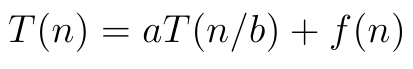 T(n) = aT(n/b) + f(n)